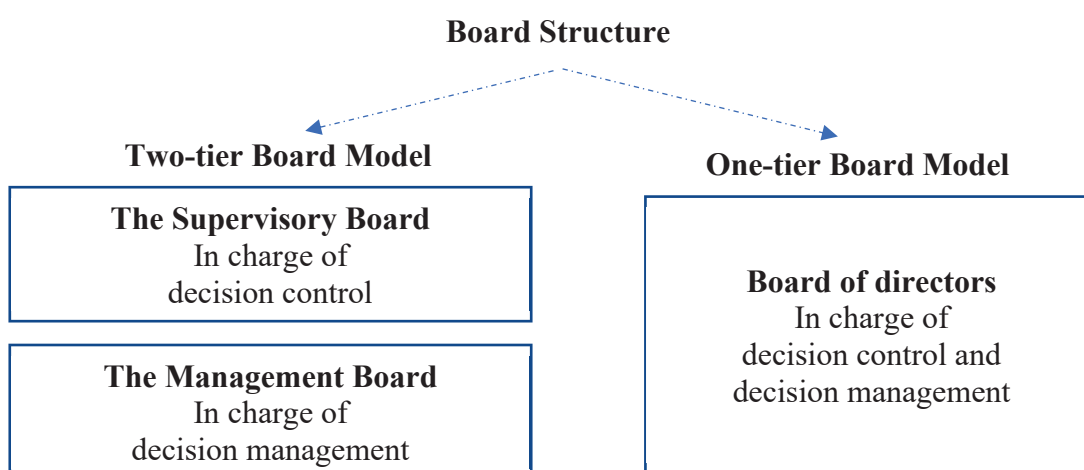 Board Structure
Two-tier Board Model
The Supervisory Board
In charge of
decision control
The Management Board
In charge of
decision management
One-tier Board Model
Board of directors
In charge of
decision control and
decision management